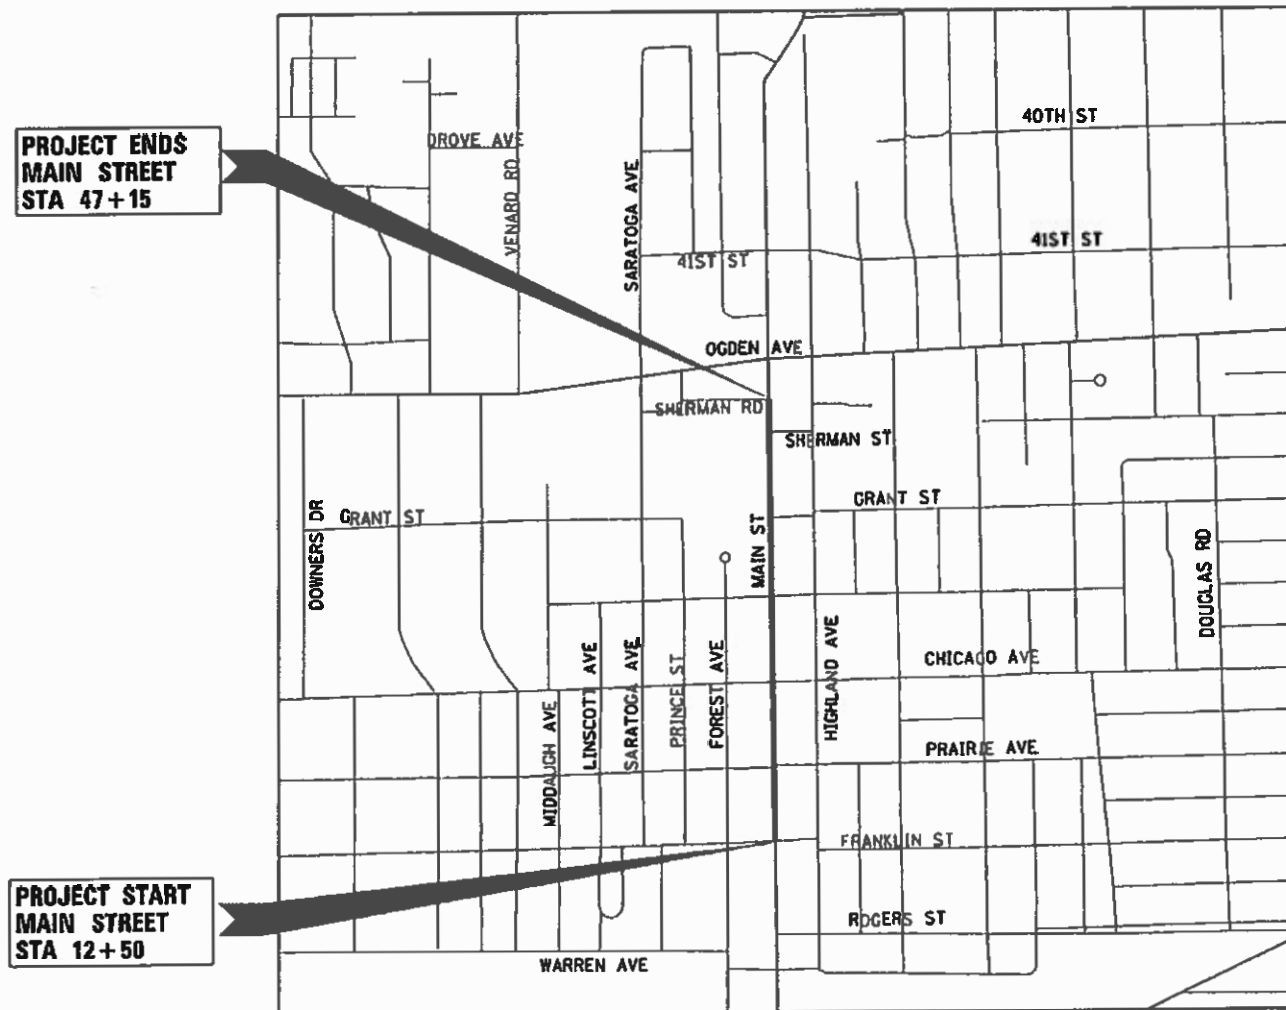 40TH ST
PROJECT ENDS
MAIN STREET
STA 47+15
DROVE AVE
VENARD RD
SARATOGA AVE
41ST ST
41ST ST
OGDEN AVE
SHERMAN RD
SHERMAN ST
GRANT ST
GRANT ST
DOWNERS DR
MAIN ST
DOUGLAS RD
CHICAGO AVE
HIGHLAND AVE
MIDDAUGH AVE
LINSCOTT AVE
SARATOGA AVE
PRINCE ST
FOREST AVE
PRAIRIE AVE
FRANKLIN ST
PROJECT START
MAIN STREET
STA 12+50
ROGERS ST
WARREN AVE